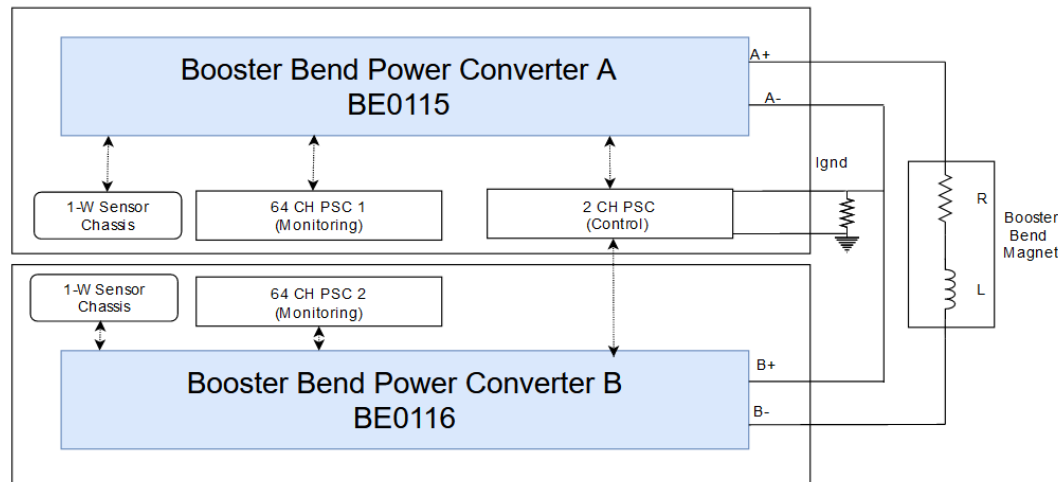 Booster Bend Power Converter A
BE0115
A+
A-
Ignd
1-W Sensor
Chassis
64 CH PSC 1
(Monitoring)
2 CH PSC
(Control)
R
Booster
Bend
Magnet
L
1-W Sensor
Chassis
64 CH PSC 2
(Monitoring)
Booster Bend Power Converter B
BE0116
B+
B-